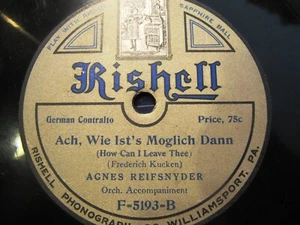 PLAY WITH
SAPPHIRE BALL
Rishell
German Contralto Price, 75c
Ach, Wie Ist's Moglich Dann
(How Can I Leave Thee)
(Frederich Kucken)
AGNES REIFSNYDER
Orch. Accompaniment
F-5193-B
RISHELL PHONOGRAPH CO. WILLIAMSPORT, PA.